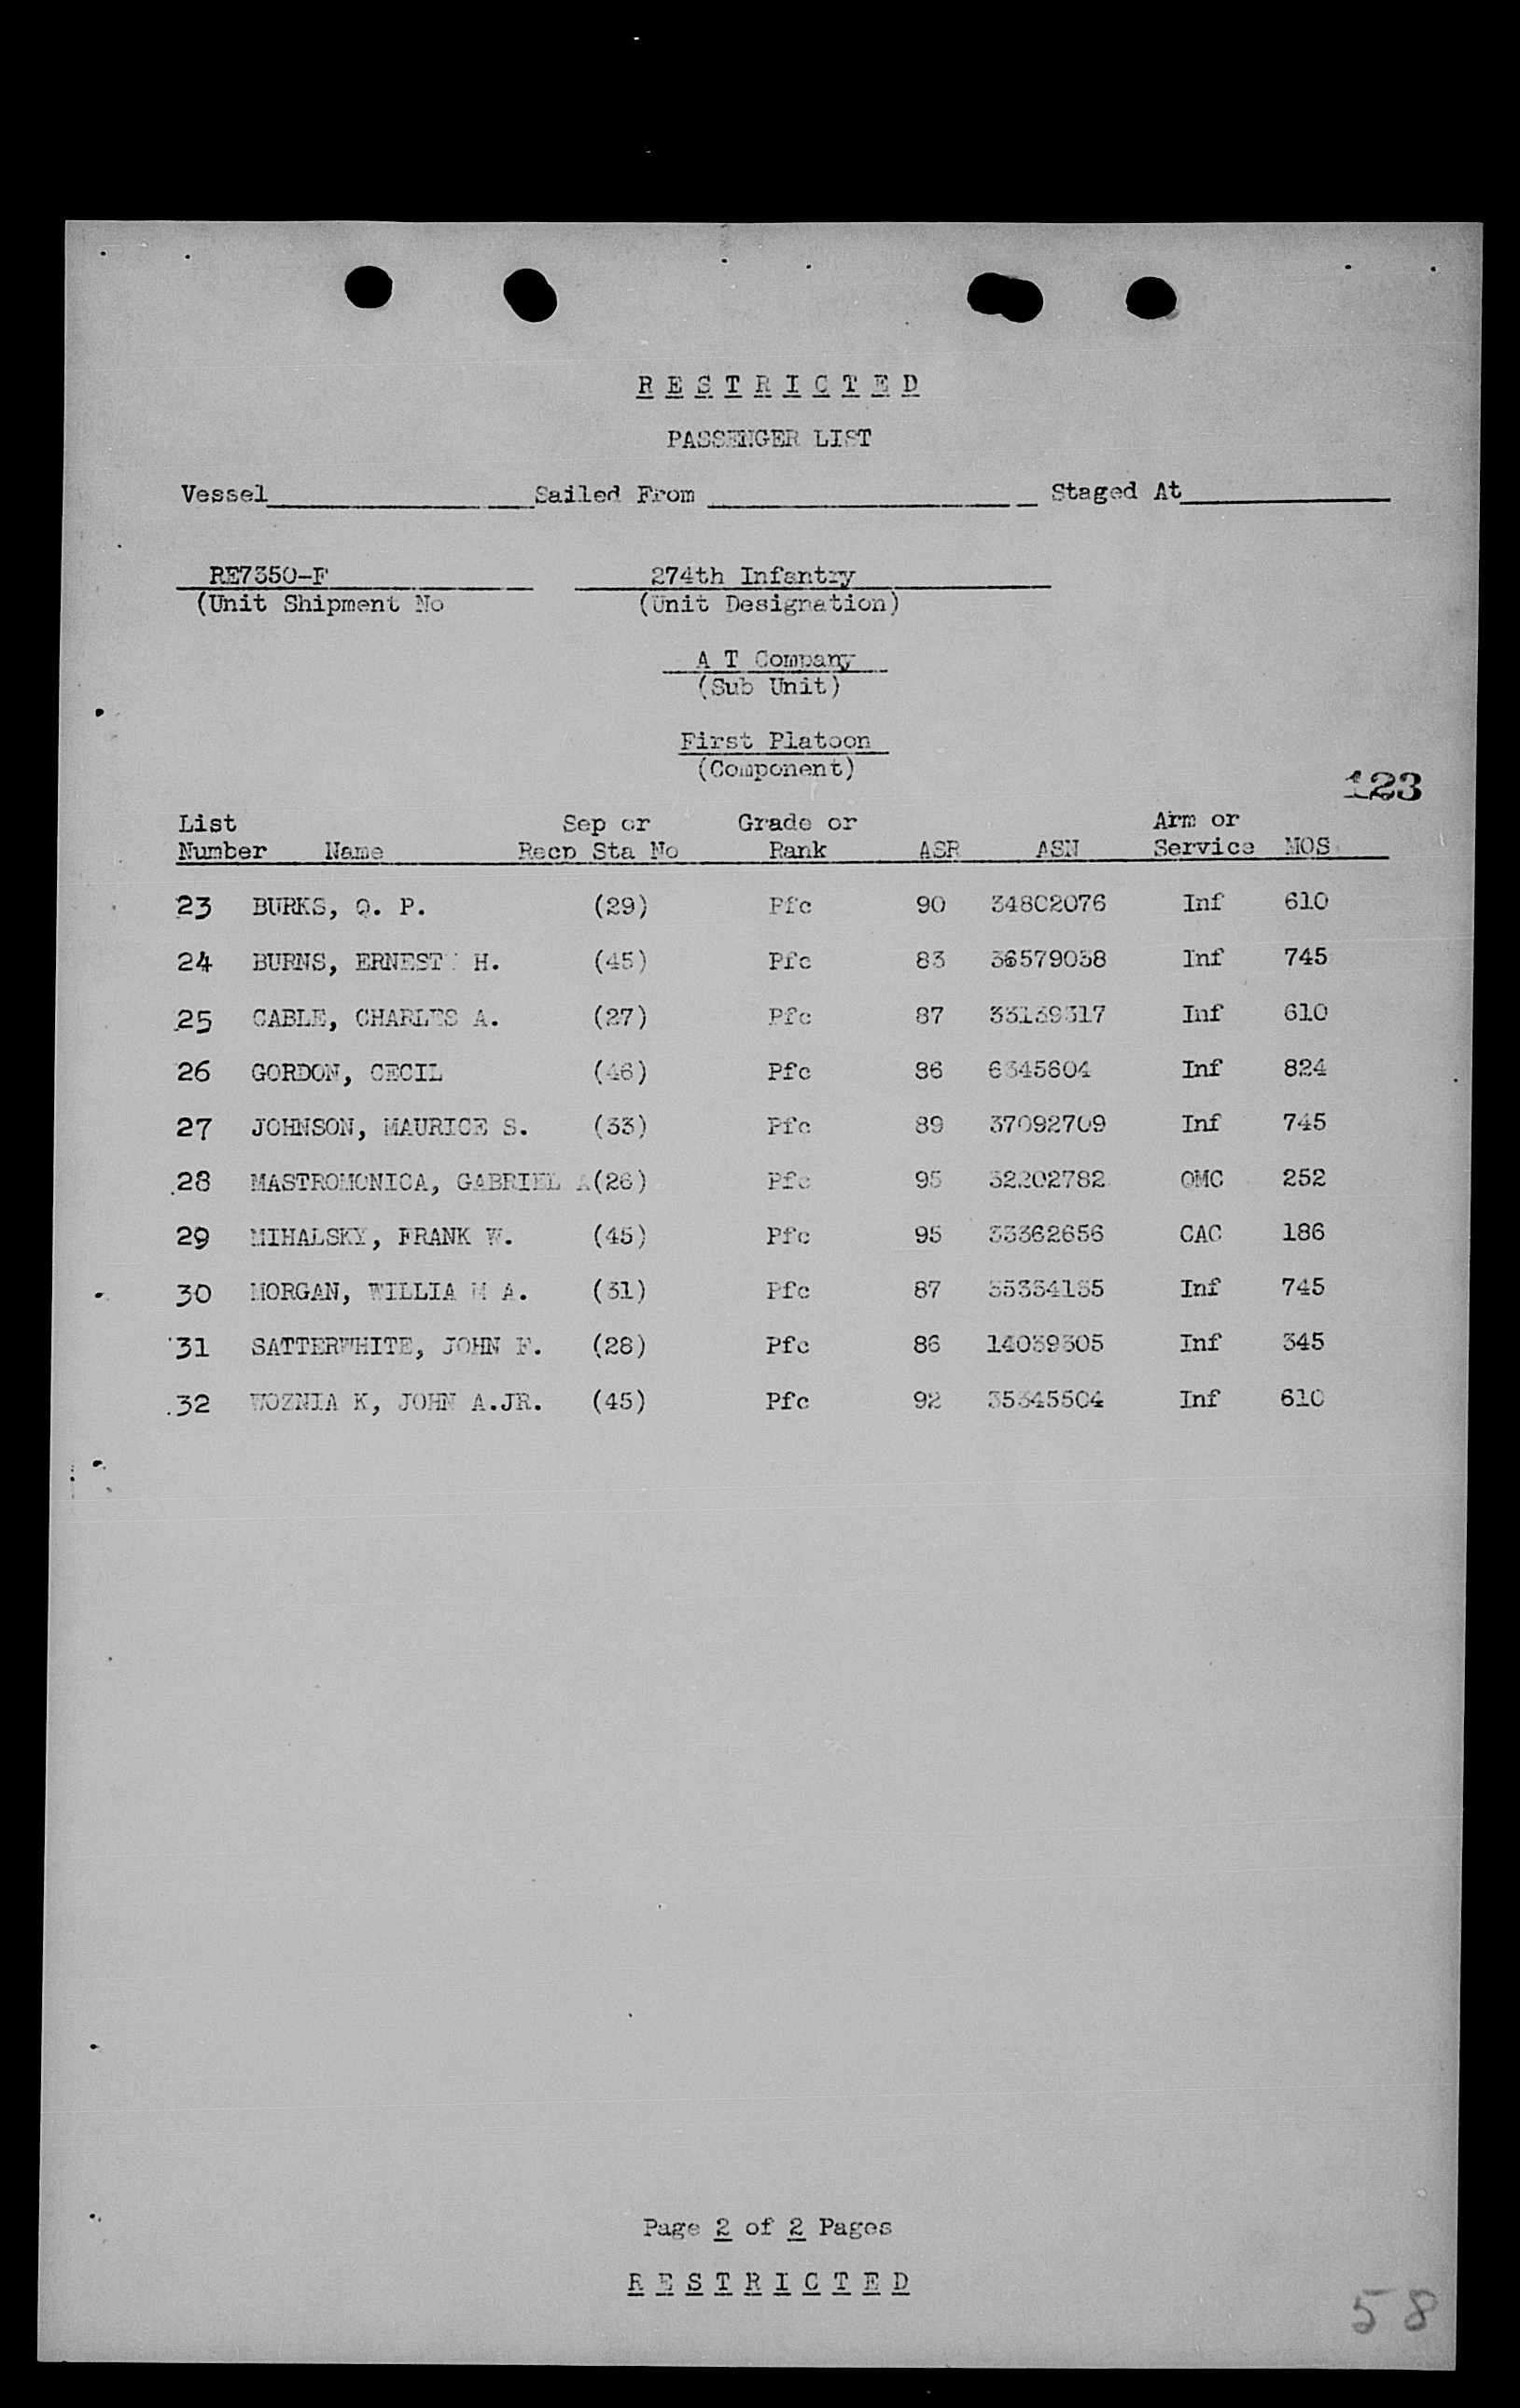 R E S T R I C T E D
PASSENGER LIST
Vessel Sailed From Staged At
RE7350-F 274th Infantry
(Unit Shipment No (Unit Designation)
A T Company
(Sub Unit)
First Platoon
(Component)
123
List Sep or Grade or Arm or
Number Name Recp Sta No Rank ASR ASN Service MOS
23 BURKS, O. P. (29) Pfc 90 34802076 Inf 610
24 BURNS, ERNEST H. (45) Pfc 83 36579038 Inf 745
25 CABLE, CHARLES A. (27) Pfc 87 33139317 Inf 610
26 GORDON, CECIL (46) Pfc 86 6345604 Inf 824
27 JOHNSON, MAURICE S. (33) Pfc 89 37092709 Inf 745
28 MASTROMONICA, GABRIEL A(26) Pfc 95 32202782 QMC 252
29 MIHALSKY, FRANK W. (45) Pfc 95 33362656 CAC 186
30 MORGAN, WILLIA M A. (31) Pfc 87 35354135 Inf 745
31 SATTERWHITE, JOHN F. (28) Pfc 86 14039305 Inf 345
32 WOZNIA K, JOHN A.JR. (45) Pfc 92 35345504 Inf 610
Page 2 of 2 Pages
R E S T R I C T E D
58